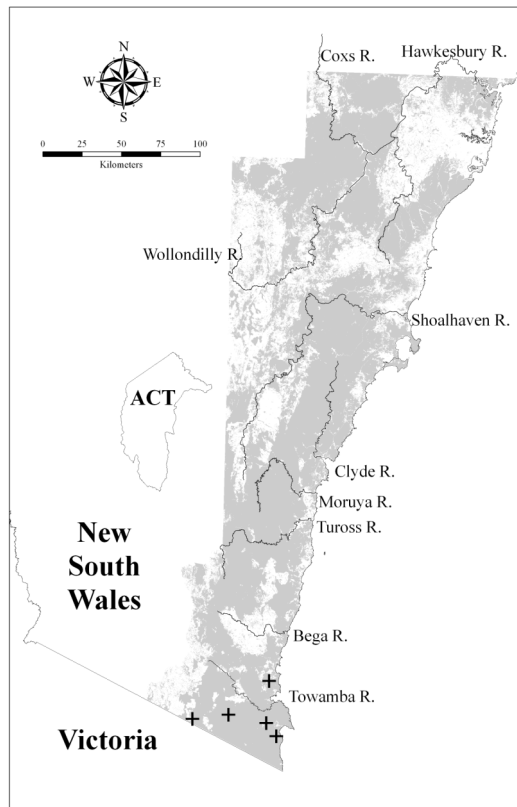 Coxs R.
Hawkesbury R.
N
W
E
S
0 25 50 75 100
Kilometers
Wollondilly R.
Shoalhaven R.
ACT
Clyde R.
Moruya R.
Tuross R.
New
South
Wales
Bega R.
Towamba R.
Victoria